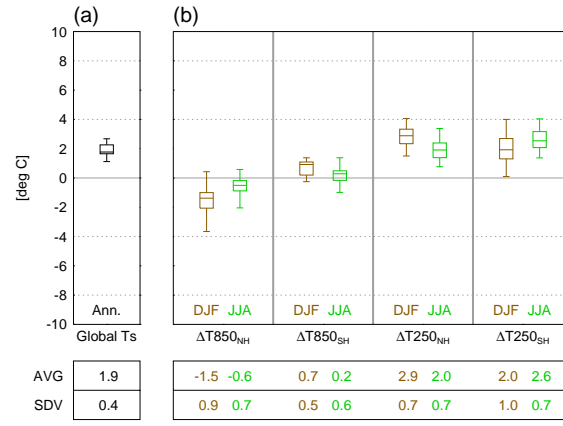 (a) (b)
[deg C]
10
8
6
4
2
0
-2
-4
-6
-8
-10
Ann. DJF JJA DJF JJA DJF JJA DJF JJA
Global Ts ΔT850NH ΔT850SH ΔT250NH ΔT250SH
AVG 1.9 -1.5 -0.6 0.7 0.2 2.9 2.0 2.0 2.6
SDV 0.4 0.9 0.7 0.5 0.6 0.7 0.7 1.0 0.7